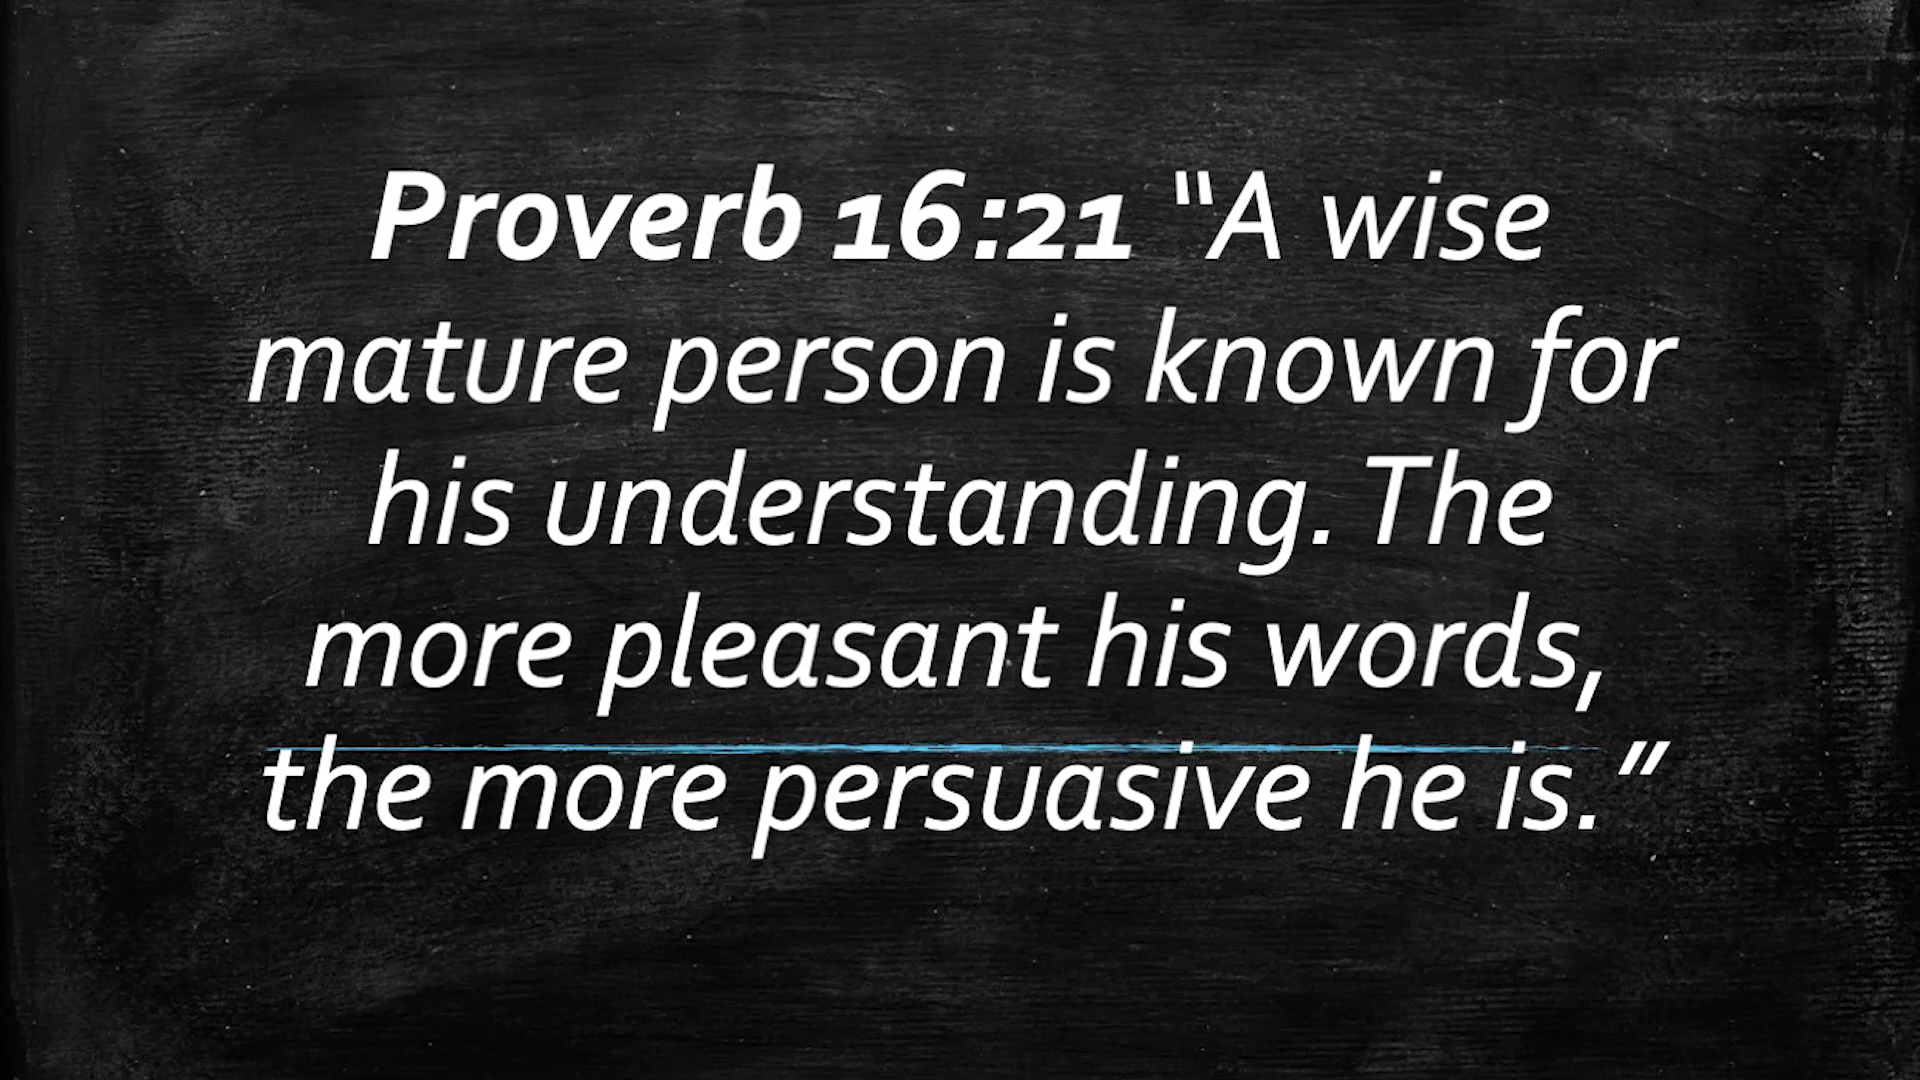 Proverb 16:21 “A wise
mature person is known for
his understanding. The
more pleasant his words,
the more persuasive he is.”